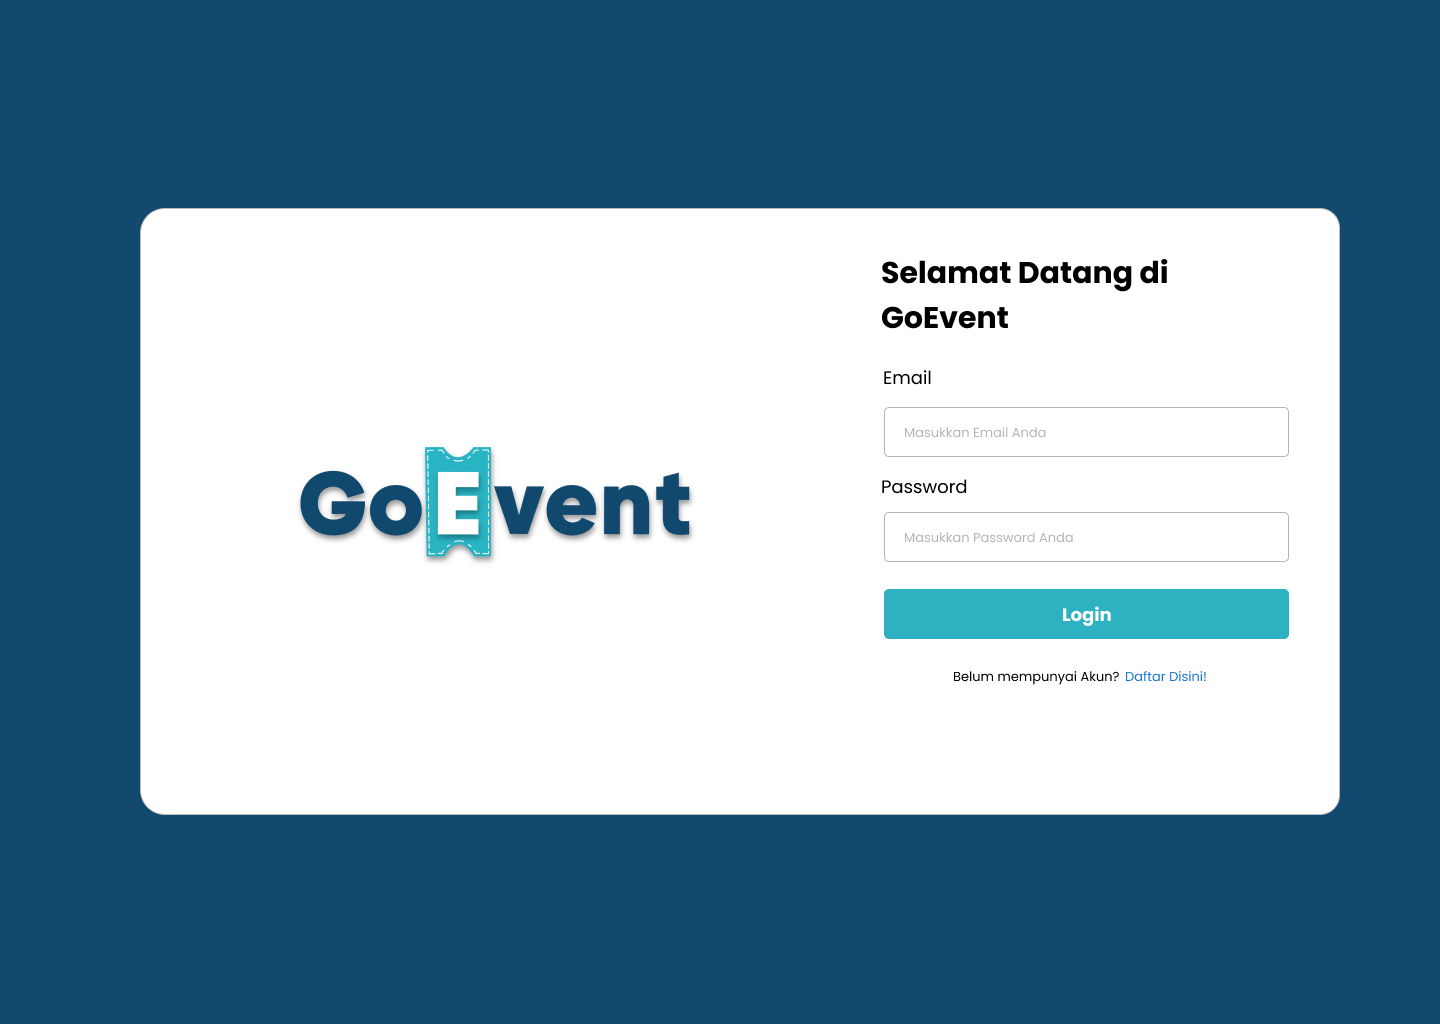 GoEvent
Selamat Datang di
GoEvent
Email
Masukkan Email Anda
Password
Masukkan Password Anda
Login
Belum mempunyai Akun? Daftar Disini!